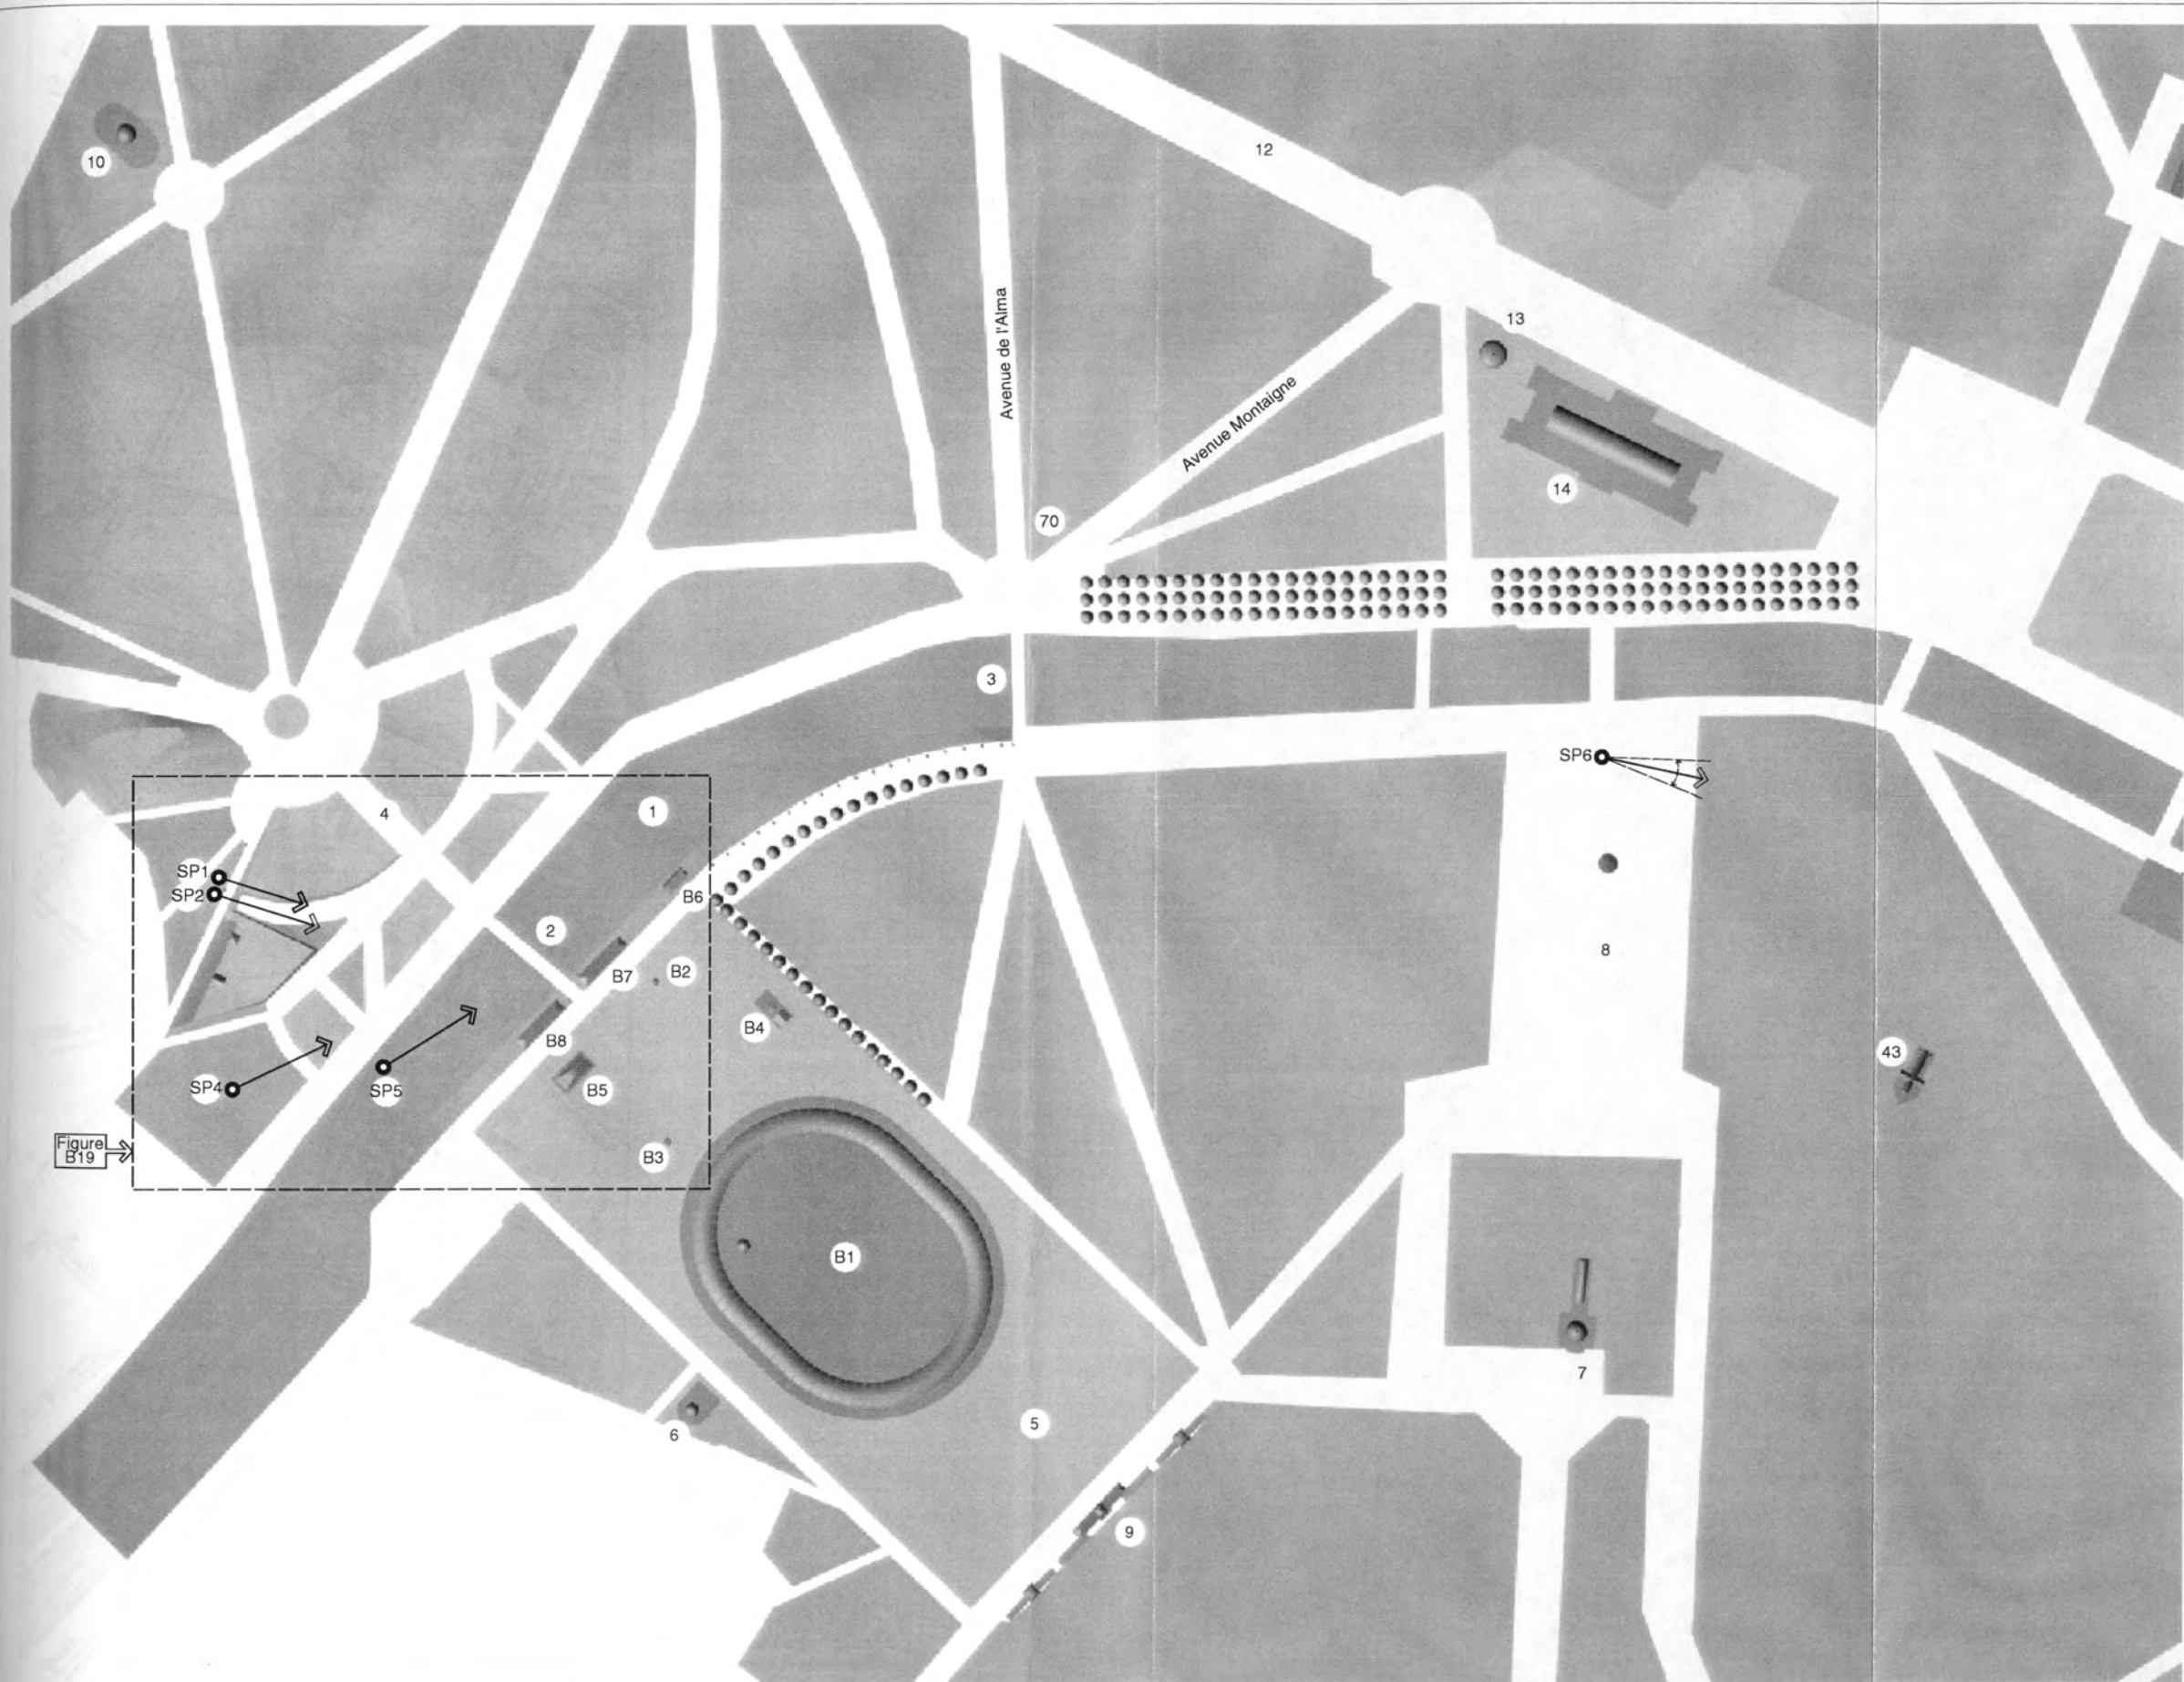 10
12
Avenue de l'Alma
13
Avenue Montaigne
14
70
3
SP6
4
1
SP1
SP2
B6
8
2
B7
B2
B4
B8
43
SP4
SP5
B5
Figure
B19
B3
B1
7
5
6
9